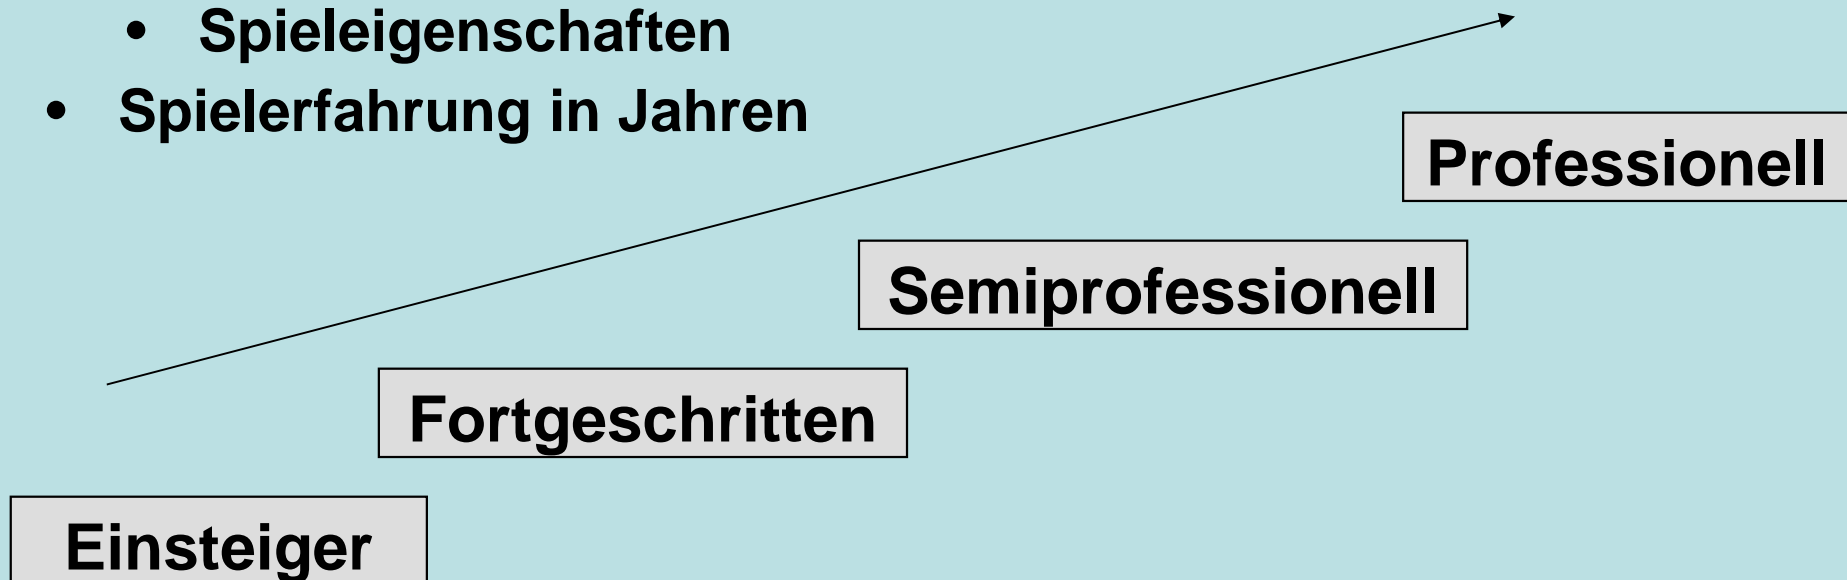 • Spieleigenschaften
• Spielerfahrung in Jahren
Professionell
Semiprofessionell
Fortgeschritten
Einsteiger